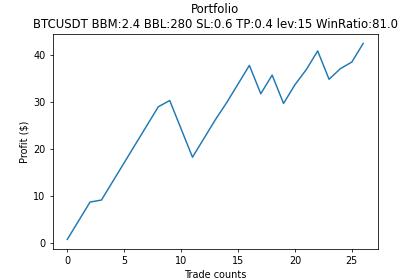 Portfolio
BTCUSDT BBM:2.4 BBL:280 SL:0.6 TP:0.4 lev:15 WinRatio:81.0
40
30
20
10
0
Profit ($)
0 5 10 15 20 25
Trade counts